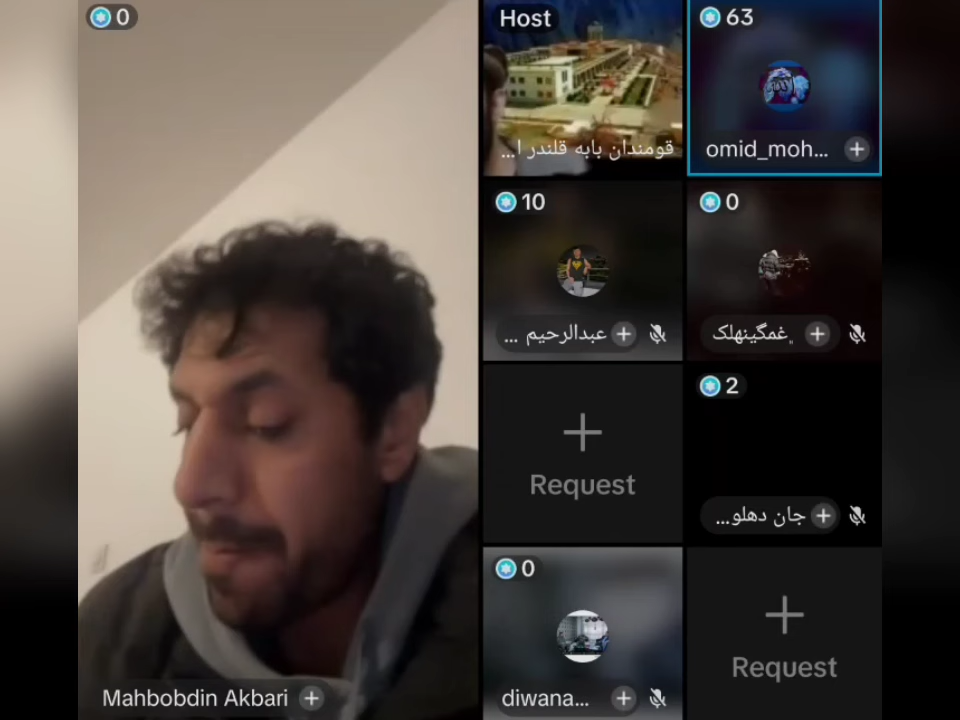 0
Host
63
قومندان بابه قلندر ا...
omid_moh...
10
0
عبدالرحیم ...
غمگینهلک
Request
2
جان دهلو...
0
Mahbobdin Akbari
diwana...
Request